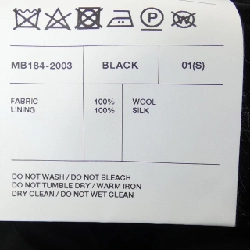 MB184-2003 BLACK 01(S)
FABRIC 100% WOOL
LINING 100% SILK
DO NOT WASH / DO NOT BLEACH
DO NOT TUMBLE DRY / WARM IRON
DRY CLEAN / DO NOT WET CLEAN